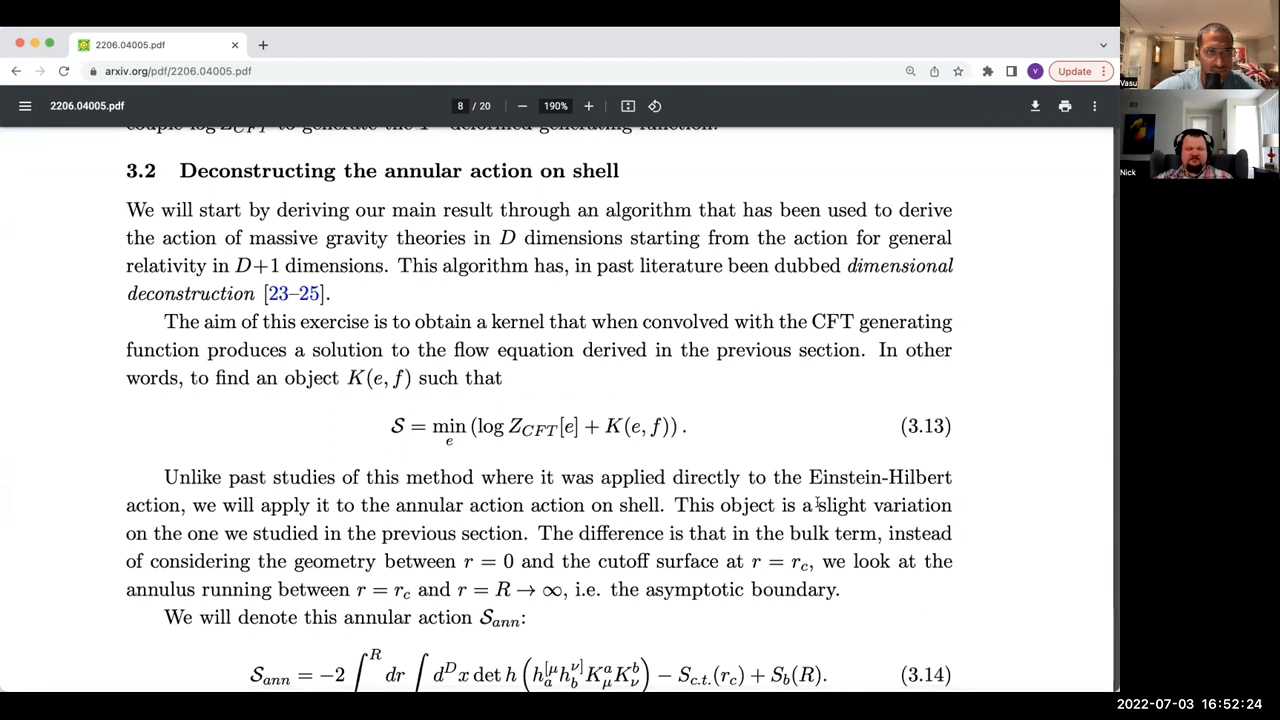 2206.04005.pdf
arxiv.org/pdf/2206.04005.pdf
V
Update
2206.04005.pdf
8 / 20
190%
3.2 Deconstructing the annular action on shell
We will start by deriving our main result through an algorithm that has been used to derive
the action of massive gravity theories in D dimensions starting from the action for general
relativity in D+1 dimensions. This algorithm has, in past literature been dubbed dimensional
deconstruction [23–25].
The aim of this exercise is to obtain a kernel that when convolved with the CFT generating
function produces a solution to the flow equation derived in the previous section. In other
words, to find an object K(e, f) such that
S = min_e (log Z_{CFT}[e] + K(e, f)) . (3.13)
Unlike past studies of this method where it was applied directly to the Einstein-Hilbert
action, we will apply it to the annular action action on shell. This object is a slight variation
on the one we studied in the previous section. The difference is that in the bulk term, instead
of considering the geometry between r = 0 and the cutoff surface at r = r_c, we look at the
annulus running between r = r_c and r = R → ∞, i.e. the asymptotic boundary.
We will denote this annular action S_{ann}:
S_{ann} = −2 ∫^R dr ∫ d^D x det h (h_a^{[μ} h_b^{ν]} K_μ^a K_ν^b) − S_{c.t.}(r_c) + S_b(R). (3.14)
Vasu
Nick
2022-07-03 16:52:24